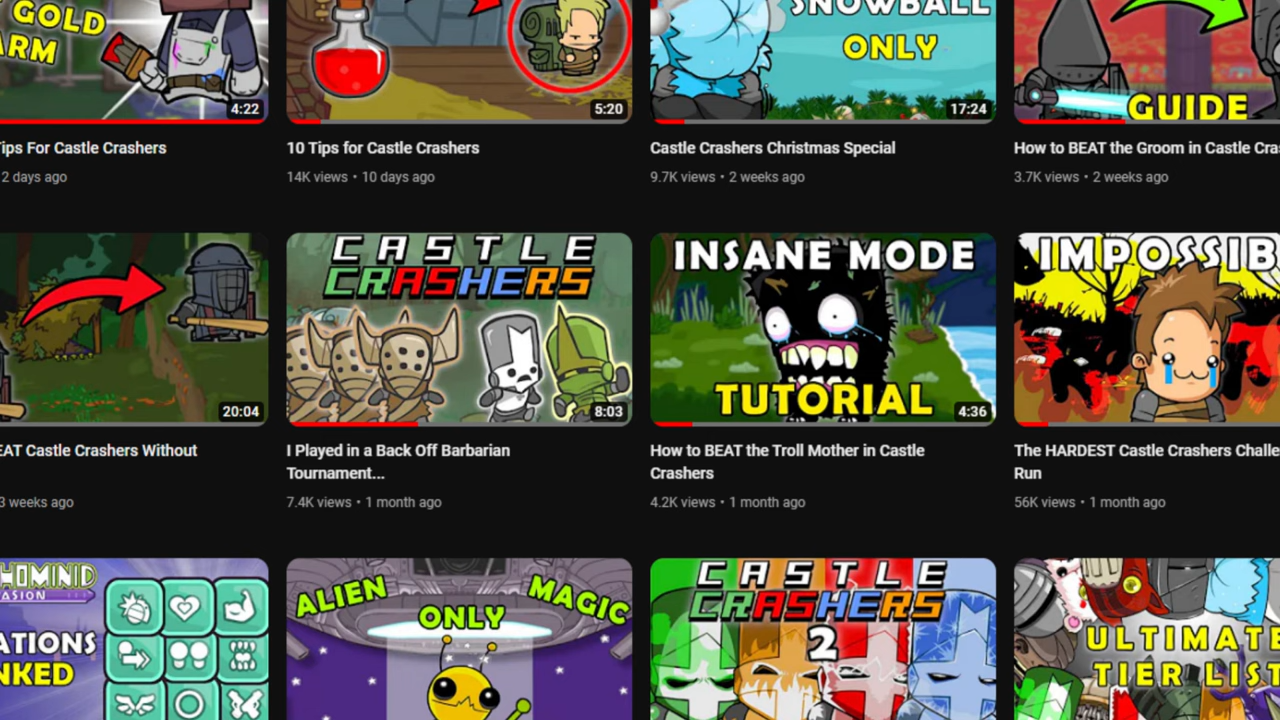 GOLD
ARM
4:22
5:20
SNOWBALL
ONLY
17:24
GUIDE
Tips For Castle Crashers
2 days ago
10 Tips for Castle Crashers
14K views • 10 days ago
Castle Crashers Christmas Special
9.7K views • 2 weeks ago
How to BEAT the Groom in Castle Cra
3.7K views • 2 weeks ago
20:04
CASTLE
CRASHERS
8:03
INSANE MODE
TUTORIAL
4:36
IMPOSSIB
EAT Castle Crashers Without
3 weeks ago
I Played in a Back Off Barbarian
Tournament...
7.4K views • 1 month ago
How to BEAT the Troll Mother in Castle
Crashers
4.2K views • 1 month ago
The HARDEST Castle Crashers Challe
Run
56K views • 1 month ago
HOMINID
ASION
ATIONS
NKED
ALIEN
ONLY
MAGIC
CASTLE
CRASHERS
2
ULTIMATE
TIER LIST